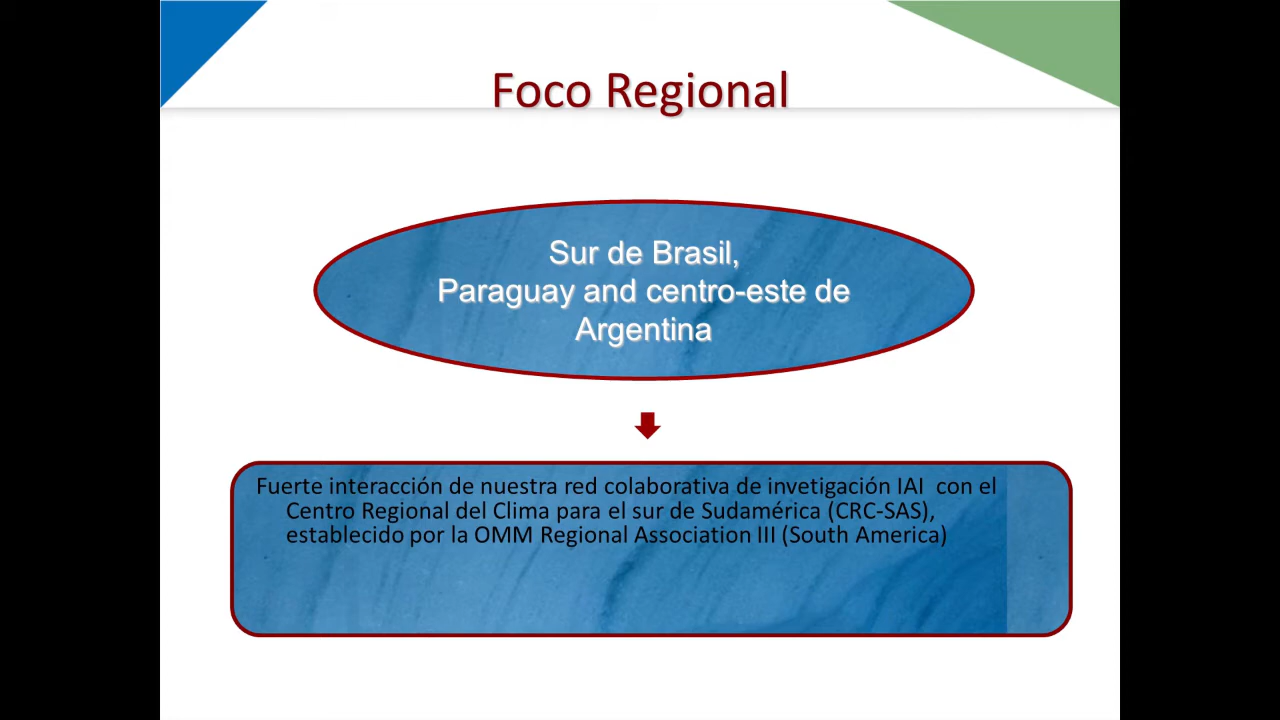 Foco Regional
Sur de Brasil,
Paraguay and centro-este de
Argentina
Fuerte interacción de nuestra red colaborativa de invetigación IAI con el
Centro Regional del Clima para el sur de Sudamérica (CRC-SAS),
establecido por la OMM Regional Association III (South America)